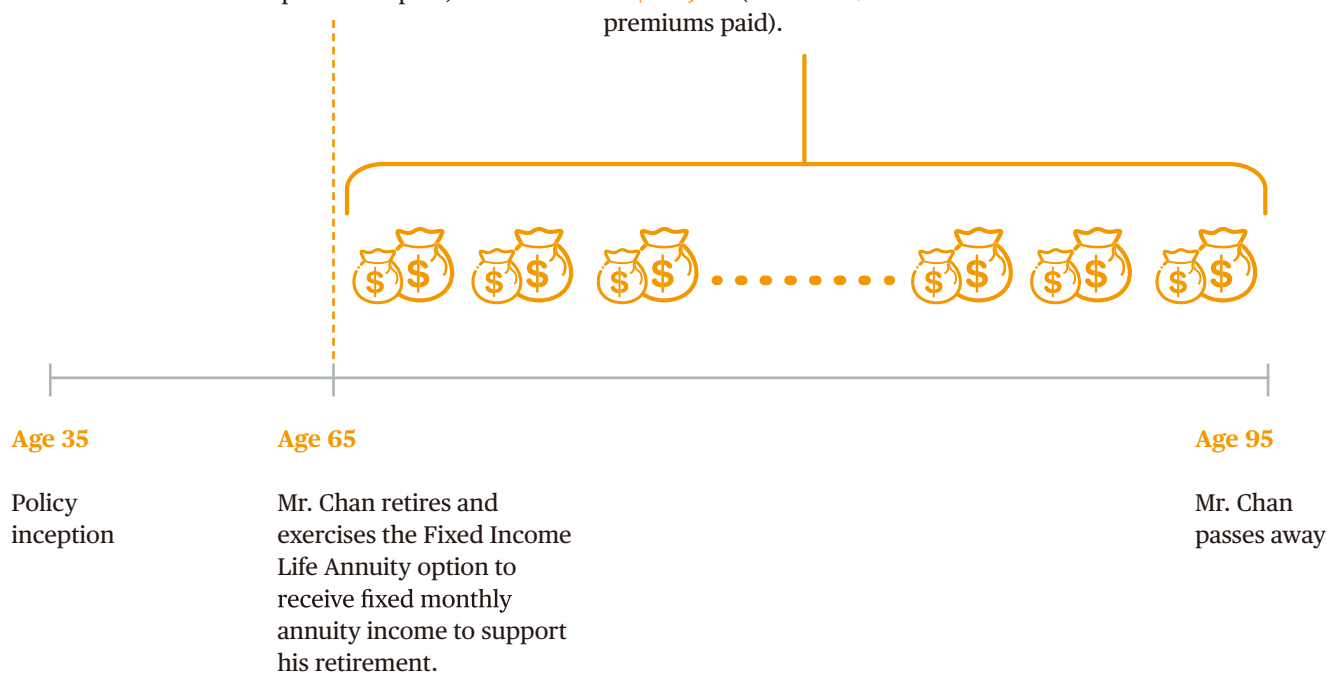 premiums paid).
$ $ $ $ $ $ $ $ $ $ $ $
Age 35
Age 65
Age 95
Policy
inception
Mr. Chan retires and
exercises the Fixed Income
Life Annuity option to
receive fixed monthly
annuity income to support
his retirement.
Mr. Chan
passes away